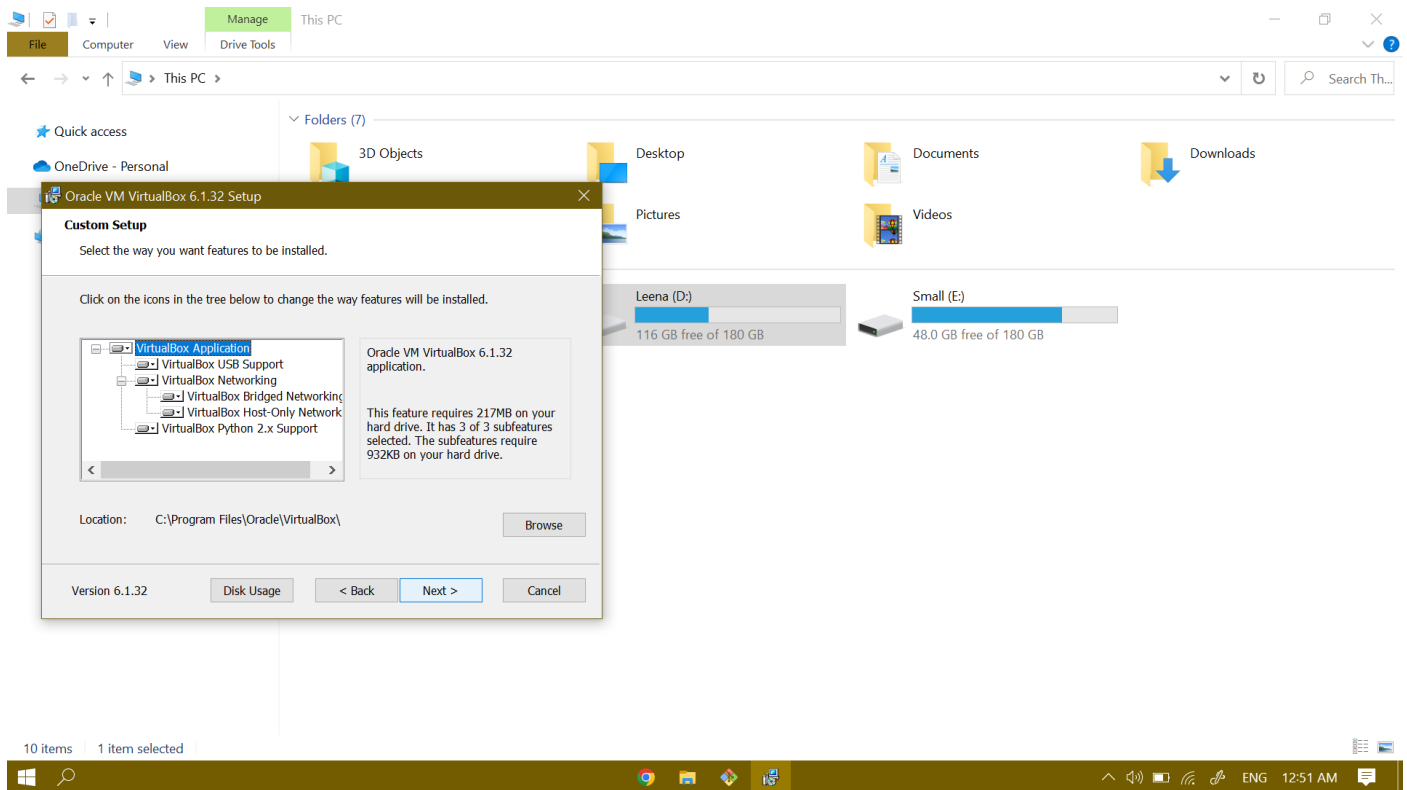 Manage This PC
File Computer View Drive Tools
This PC
Search Th...
Quick access
OneDrive - Personal
Folders (7)
3D Objects
Desktop
Documents
Downloads
Pictures
Videos
Leena (D:)
116 GB free of 180 GB
Small (E:)
48.0 GB free of 180 GB
Oracle VM VirtualBox 6.1.32 Setup
Custom Setup
Select the way you want features to be installed.
Click on the icons in the tree below to change the way features will be installed.
VirtualBox Application
VirtualBox USB Support
VirtualBox Networking
VirtualBox Bridged Networking
VirtualBox Host-Only Network
VirtualBox Python 2.x Support
Oracle VM VirtualBox 6.1.32
application.
This feature requires 217MB on your
hard drive. It has 3 of 3 subfeatures
selected. The subfeatures require
932KB on your hard drive.
Location: C:\Program Files\Oracle\VirtualBox\
Browse
Version 6.1.32
Disk Usage
< Back
Next >
Cancel
10 items 1 item selected
ENG 12:51 AM